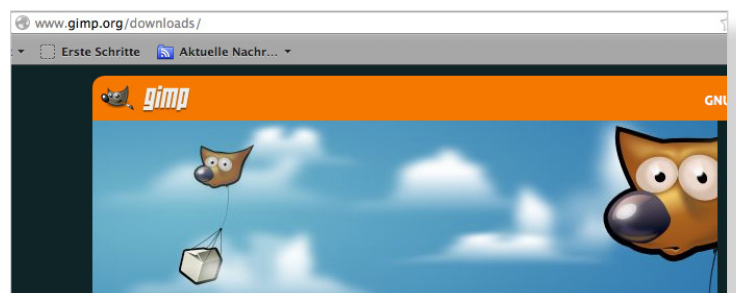 www.gimp.org/downloads/
Erste Schritte Aktuelle Nachr...
gimp
GNU